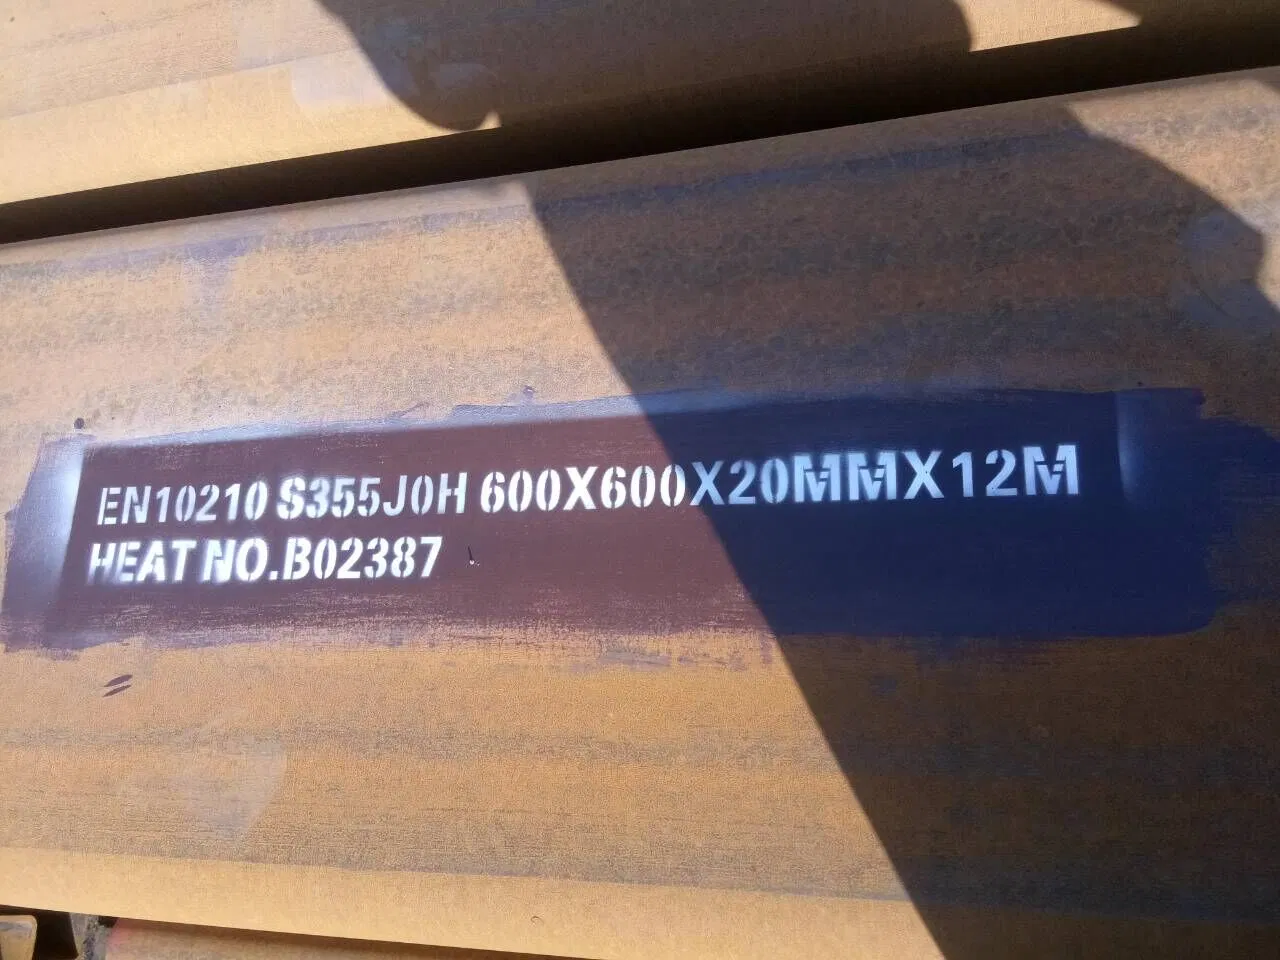 EN10210 S355J0H 600X600X20MMX12M
HEAT NO.B02387